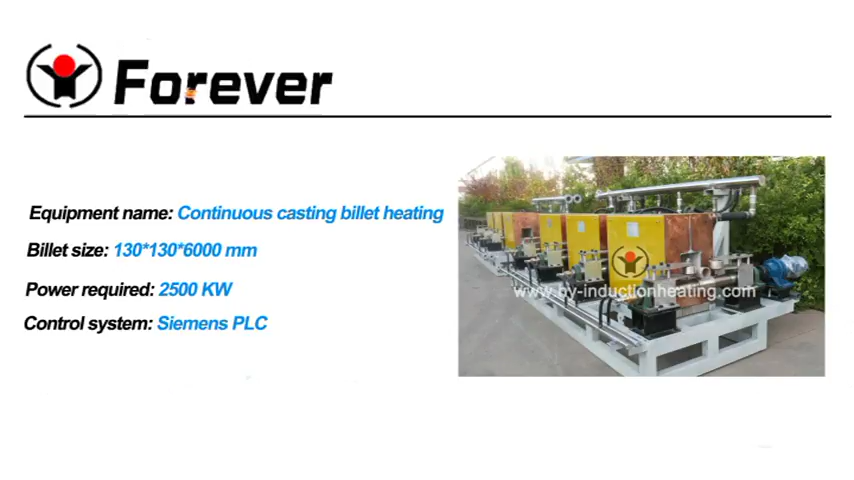 Forever
Equipment name: Continuous casting billet heating
Billet size: 130*130*6000 mm
Power required: 2500 KW
Control system: Siemens PLC
www.hy-inductionheating.com